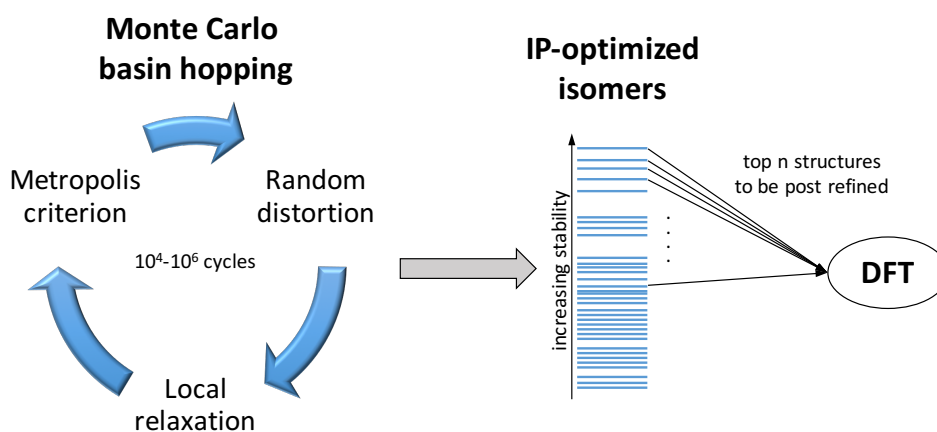 Monte Carlo
basin hopping
Metropolis
criterion
Random
distortion
10⁴-10⁶ cycles
Local
relaxation
IP-optimized
isomers
increasing stability
top n structures
to be post refined
DFT